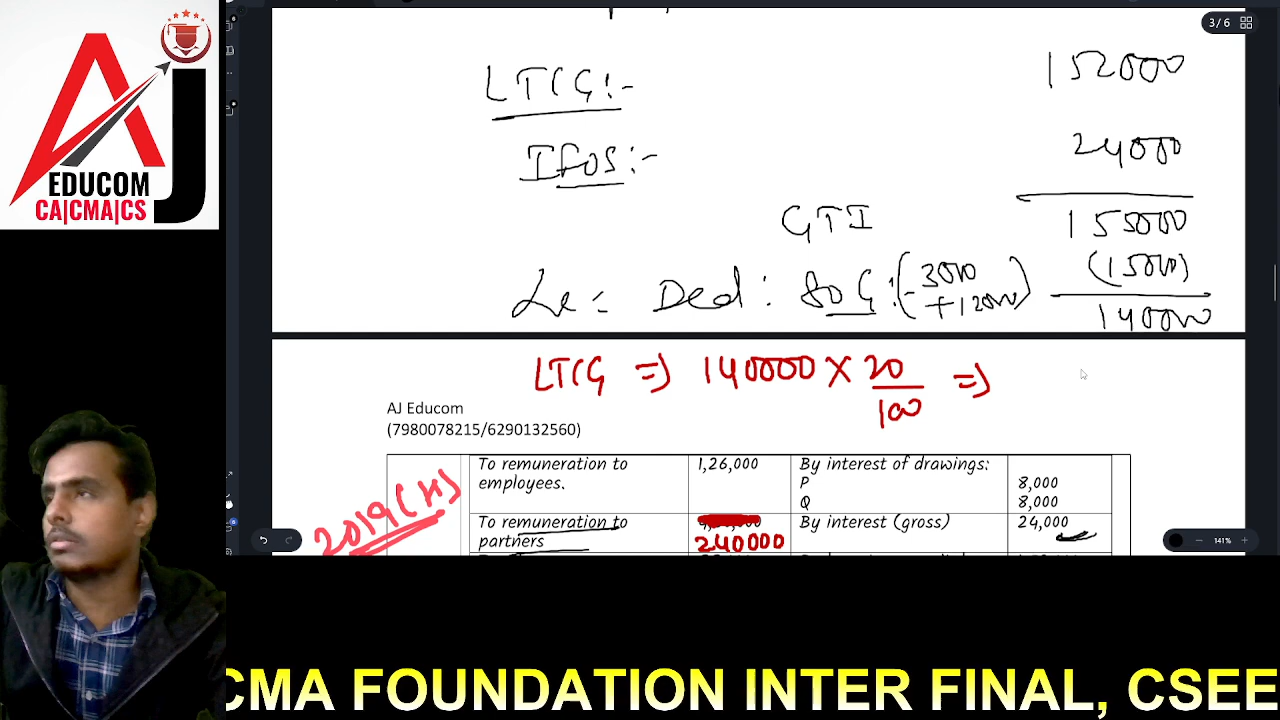 AJ
EDUCOM
CA|CMA|CS
3/6
LTCG:- 152000
IFOS:- 24000
GTI 155000
Ded: 80G: (-3000 +12000) (15000)
140000
LTCG ⇒ 140000 × 20/100 ⇒
AJ Educom
(7980078215/6290132560)
2019(H)
To remuneration to employees. 1,26,000 By interest of drawings:
P 8,000
Q 8,000
To remuneration to partners 240000 By interest (gross) 24,000
141%
CMA FOUNDATION INTER FINAL, CSEE